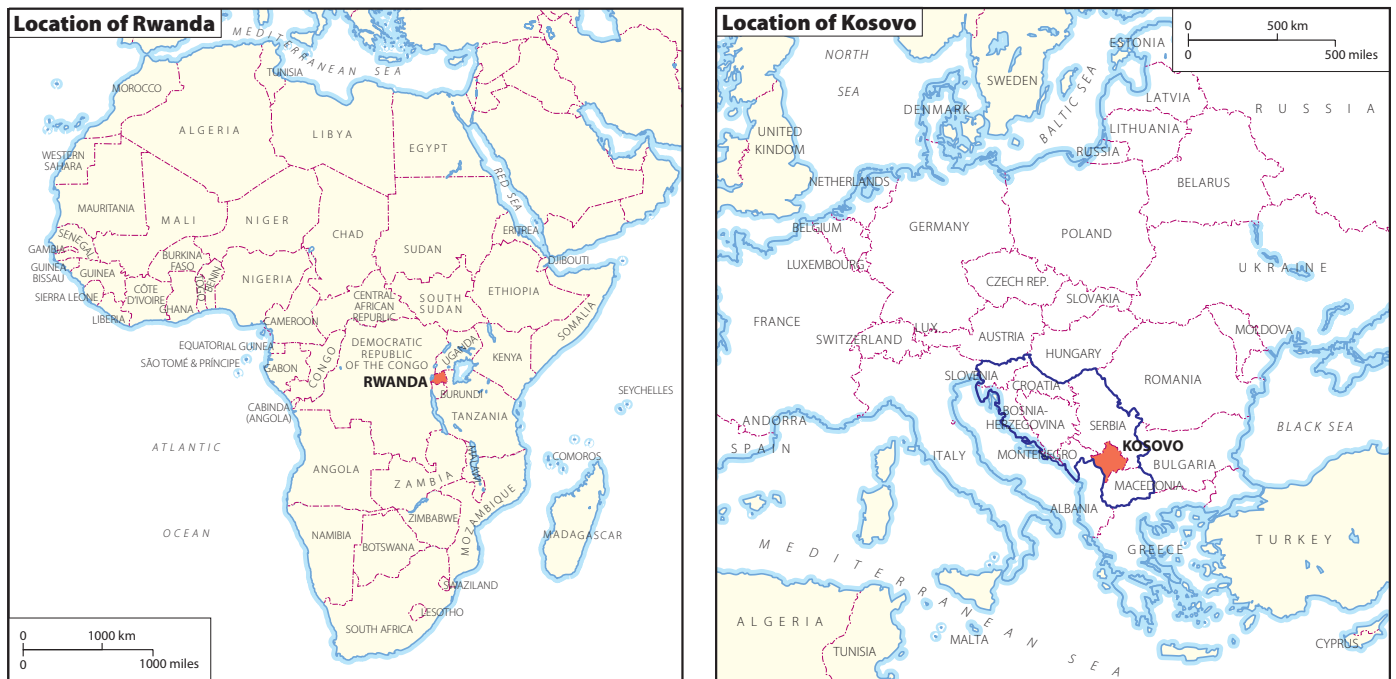 Location of Rwanda
MEDITERRANEAN SEA
TUNISIA
MOROCCO
ALGERIA
LIBYA
EGYPT
WESTERN
SAHARA
RED SEA
MAURITANIA
MALI
NIGER
CHAD
SUDAN
ERITREA
SENEGAL
GAMBIA
GUINEA
BISSAU
GUINEA
BURKINA
FASO
BENIN
TOGO
NIGERIA
DJIBOUTI
SIERRA LEONE
CÔTE
D'IVOIRE
GHANA
LIBERIA
CENTRAL
AFRICAN
REPUBLIC
SOUTH
SUDAN
ETHIOPIA
SOMALIA
CAMEROON
EQUATORIAL GUINEA
SÃO TOMÉ & PRÍNCIPE
GABON
CONGO
DEMOCRATIC
REPUBLIC
OF THE CONGO
UGANDA
KENYA
RWANDA
BURUNDI
SEYCHELLES
CABINDA
(ANGOLA)
TANZANIA
ATLANTIC
COMOROS
ANGOLA
ZAMBIA
MALAWI
MOZAMBIQUE
OCEAN
NAMIBIA
ZIMBABWE
BOTSWANA
MADAGASCAR
SWAZILAND
LESOTHO
SOUTH AFRICA
0 1000 km
0 1000 miles
Location of Kosovo
0 500 km
0 500 miles
NORTH
SEA
ESTONIA
SWEDEN
BALTIC SEA
LATVIA
RUSSIA
DENMARK
UNITED
KINDOM
LITHUANIA
RUSSIA
NETHERLANDS
BELARUS
BELGIUM
GERMANY
POLAND
LUXEMBOURG
UKRAINE
CZECH REP.
SLOVAKIA
FRANCE
LUX
SWITZERLAND
AUSTRIA
MOLDOVA
HUNGARY
SLOVENIA
CROATIA
ROMANIA
BOSNIA-
HERZEGOVINA
SERBIA
ANDORRA
SPAIN
BLACK SEA
ITALY
MONTENEGRO
KOSOVO
BULGARIA
MACEDONIA
ALBANIA
MEDITERRANEAN SEA
GREECE
TURKEY
ALGERIA
TUNISIA
MALTA
CYPRUS